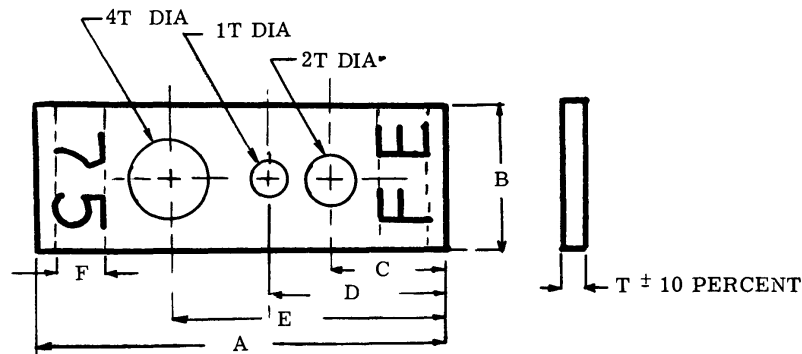 4T DIA
1T DIA
2T DIA
75
FE
B
F
C
D
E
A
T ± 10 PERCENT